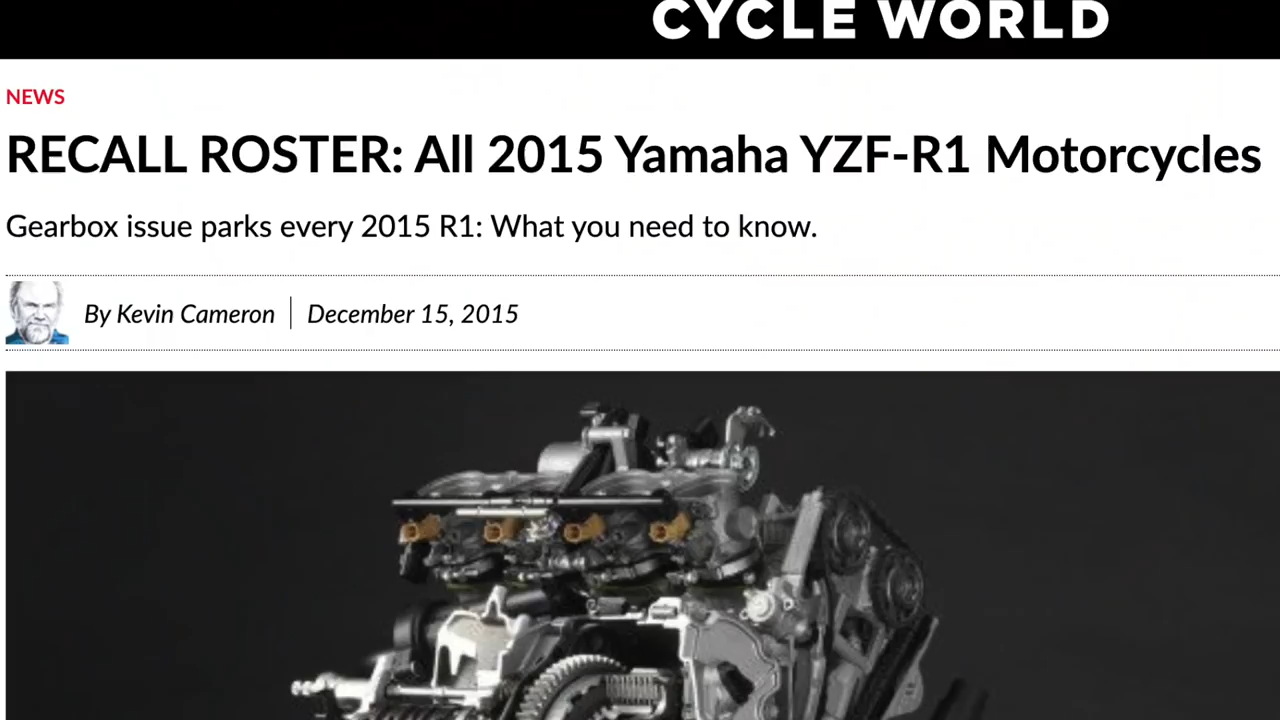 CYCLE WORLD
NEWS
RECALL ROSTER: All 2015 Yamaha YZF-R1 Motorcycles
Gearbox issue parks every 2015 R1: What you need to know.
By Kevin Cameron | December 15, 2015